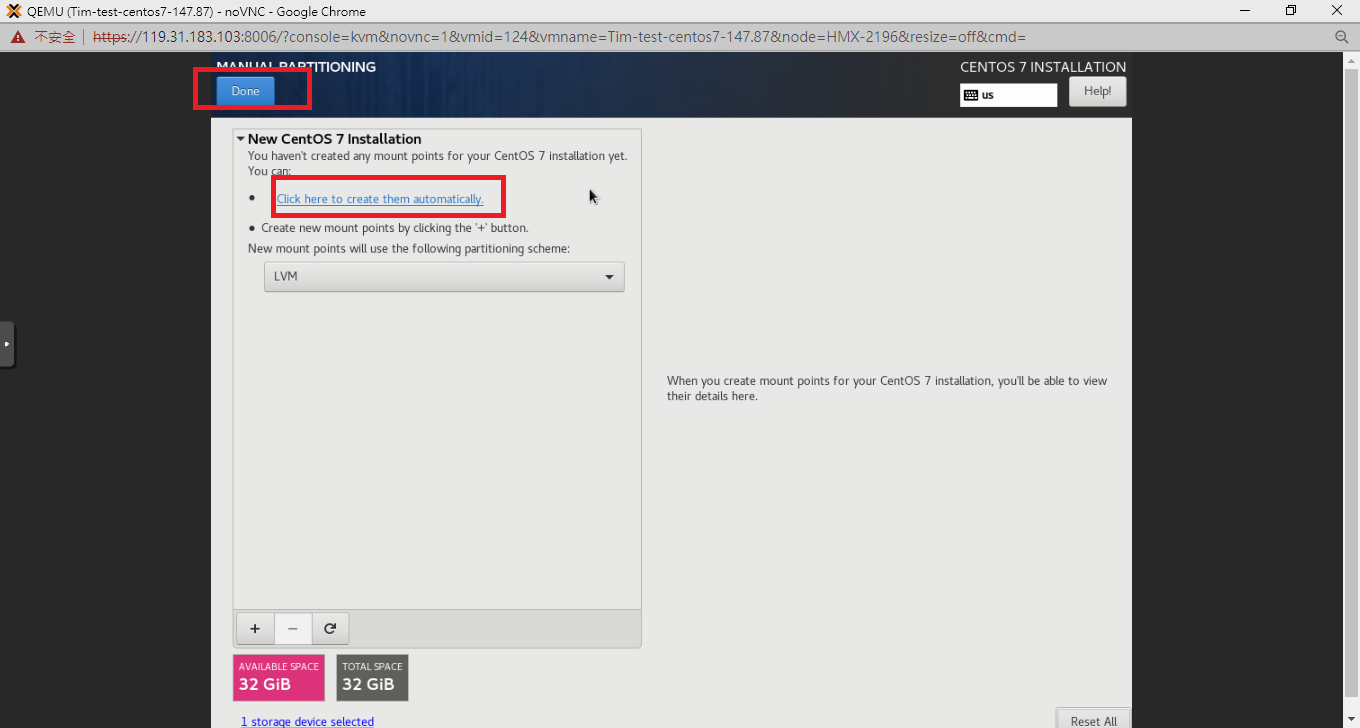 QEMU (Tim-test-centos7-147.87) - noVNC - Google Chrome
不安全 | https://119.31.183.103:8006/?console=kvm&novnc=1&vmid=124&vmname=Tim-test-centos7-147.87&node=HMX-2196&resize=off&cmd=
MANUAL PARTITIONING
CENTOS 7 INSTALLATION
Done
us
Help!
New CentOS 7 Installation
You haven't created any mount points for your CentOS 7 installation yet.
You can:
• Click here to create them automatically.
• Create new mount points by clicking the '+' button.
New mount points will use the following partitioning scheme:
LVM
When you create mount points for your CentOS 7 installation, you'll be able to view
their details here.
+ −
AVAILABLE SPACE
32 GiB
TOTAL SPACE
32 GiB
1 storage device selected
Reset All